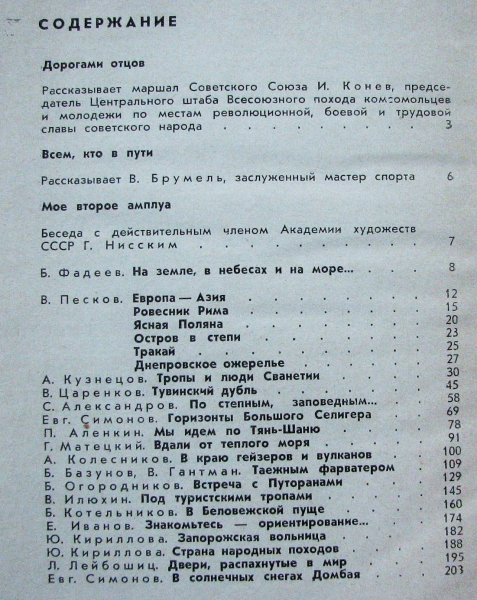 СОДЕРЖАНИЕ
Дорогами отцов
Рассказывает маршал Советского Союза И. Конев, предсе-
датель Центрального штаба Всесоюзного похода комсомольцев
и молодежи по местам революционной, боевой и трудовой
славы советского народа . . . . . . . . 3
Всем, кто в пути
Рассказывает В. Брумель, заслуженный мастер спорта 6
Мое второе амплуа
Беседа с действительным членом Академии художеств
СССР Г. Нисским . . . . . . . . . 7
Б. Фадеев. На земле, в небесах и на море... . . . 8
В. Песков. Европа — Азия . . . . . . . 12
Ровесник Рима . . . . . . . 15
Ясная Поляна . . . . . . . 20
Остров в степи . . . . . . . 23
Тракай . . . . . . . . 25
Днепровское ожерелье . . . . . 27
А. Кузнецов. Тропы и люди Сванетии . . . . 30
В. Царенков. Тувинский дубль . . . . . . 45
С. Александров. По степным, заповедным... . . 58
Евг. Симонов. Горизонты Большого Селигера . . 69
П. Аленкин. Мы идем по Тянь-Шаню . . . . 78
Г. Матецкий. Вдали от теплого моря . . . . 91
А. Колесников. В краю гейзеров и вулканов . . 100
Б. Базунов, В. Гантман. Таежным фарватером . 109
Б. Огородников. Встреча с Путоранами . . . 129
В. Илюхин. Под туристскими тропами . . . . 145
Б. Котельников. В Беловежской пуще . . . . 160
Е. Иванов. Знакомьтесь — ориентирование... . . 174
Ю. Кириллова. Запорожская вольница . . . . 182
Ю. Кириллова. Страна народных походов . . . 188
Л. Лейбошиц. Двери, распахнутые в мир . . . 195
Евг. Симонов. В солнечных снегах Домбая . . . 203